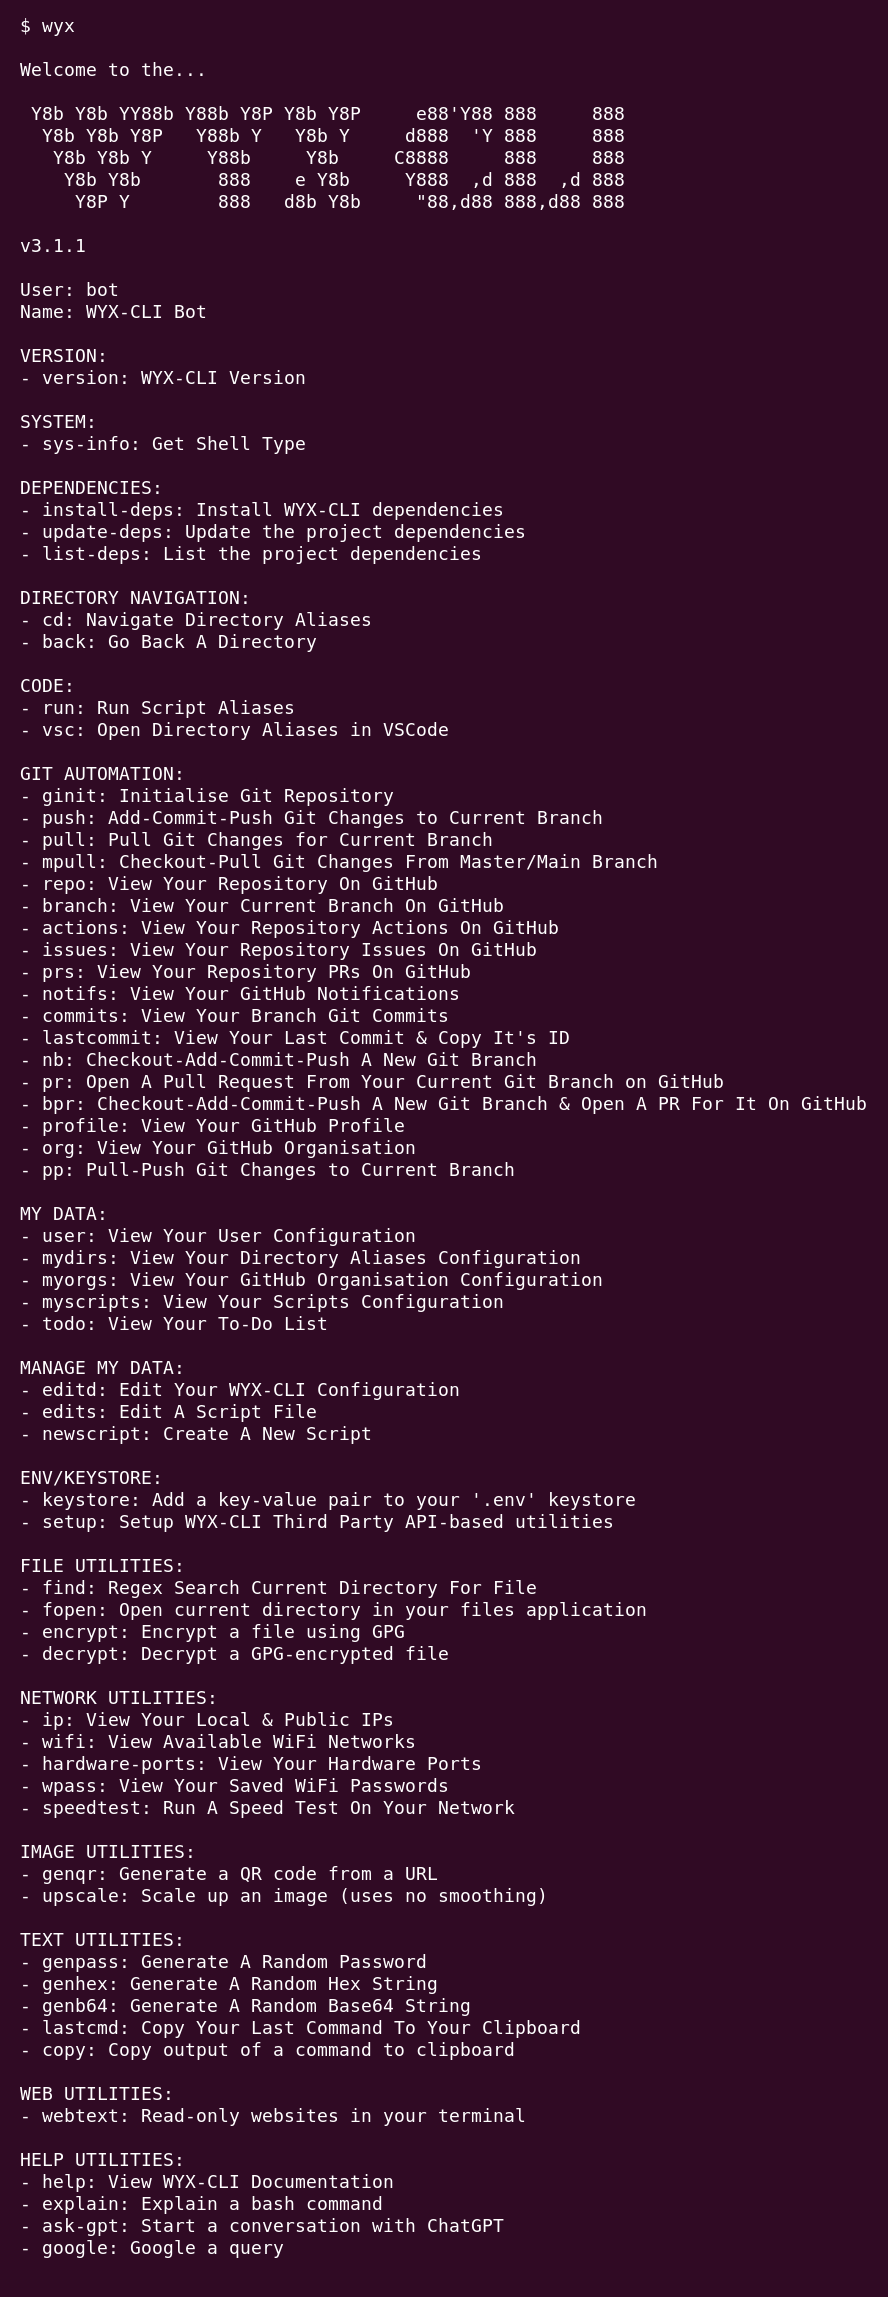 $ wyx

Welcome to the...

 Y8b Y8b YY88b Y88b Y8P Y8b Y8P     e88'Y88 888     888
  Y8b Y8b Y8P   Y88b Y   Y8b Y     d888  'Y 888     888
   Y8b Y8b Y     Y88b     Y8b     C8888     888     888
    Y8b Y8b       888    e Y8b     Y888  ,d 888  ,d 888
     Y8P Y        888   d8b Y8b     "88,d88 888,d88 888

v3.1.1

User: bot
Name: WYX-CLI Bot

VERSION:
- version: WYX-CLI Version

SYSTEM:
- sys-info: Get Shell Type

DEPENDENCIES:
- install-deps: Install WYX-CLI dependencies
- update-deps: Update the project dependencies
- list-deps: List the project dependencies

DIRECTORY NAVIGATION:
- cd: Navigate Directory Aliases
- back: Go Back A Directory

CODE:
- run: Run Script Aliases
- vsc: Open Directory Aliases in VSCode

GIT AUTOMATION:
- ginit: Initialise Git Repository
- push: Add-Commit-Push Git Changes to Current Branch
- pull: Pull Git Changes for Current Branch
- mpull: Checkout-Pull Git Changes From Master/Main Branch
- repo: View Your Repository On GitHub
- branch: View Your Current Branch On GitHub
- actions: View Your Repository Actions On GitHub
- issues: View Your Repository Issues On GitHub
- prs: View Your Repository PRs On GitHub
- notifs: View Your GitHub Notifications
- commits: View Your Branch Git Commits
- lastcommit: View Your Last Commit & Copy It's ID
- nb: Checkout-Add-Commit-Push A New Git Branch
- pr: Open A Pull Request From Your Current Git Branch on GitHub
- bpr: Checkout-Add-Commit-Push A New Git Branch & Open A PR For It On GitHub
- profile: View Your GitHub Profile
- org: View Your GitHub Organisation
- pp: Pull-Push Git Changes to Current Branch

MY DATA:
- user: View Your User Configuration
- mydirs: View Your Directory Aliases Configuration
- myorgs: View Your GitHub Organisation Configuration
- myscripts: View Your Scripts Configuration
- todo: View Your To-Do List

MANAGE MY DATA:
- editd: Edit Your WYX-CLI Configuration
- edits: Edit A Script File
- newscript: Create A New Script

ENV/KEYSTORE:
- keystore: Add a key-value pair to your '.env' keystore
- setup: Setup WYX-CLI Third Party API-based utilities

FILE UTILITIES:
- find: Regex Search Current Directory For File
- fopen: Open current directory in your files application
- encrypt: Encrypt a file using GPG
- decrypt: Decrypt a GPG-encrypted file

NETWORK UTILITIES:
- ip: View Your Local & Public IPs
- wifi: View Available WiFi Networks
- hardware-ports: View Your Hardware Ports
- wpass: View Your Saved WiFi Passwords
- speedtest: Run A Speed Test On Your Network

IMAGE UTILITIES:
- genqr: Generate a QR code from a URL
- upscale: Scale up an image (uses no smoothing)

TEXT UTILITIES:
- genpass: Generate A Random Password
- genhex: Generate A Random Hex String
- genb64: Generate A Random Base64 String
- lastcmd: Copy Your Last Command To Your Clipboard
- copy: Copy output of a command to clipboard

WEB UTILITIES:
- webtext: Read-only websites in your terminal

HELP UTILITIES:
- help: View WYX-CLI Documentation
- explain: Explain a bash command
- ask-gpt: Start a conversation with ChatGPT
- google: Google a query